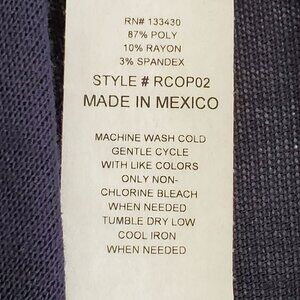 RN# 133430
87% POLY
10% RAYON
3% SPANDEX
STYLE # RCOP02
MADE IN MEXICO
MACHINE WASH COLD
GENTLE CYCLE
WITH LIKE COLORS
ONLY NON-
CHLORINE BLEACH
WHEN NEEDED
TUMBLE DRY LOW
COOL IRON
WHEN NEEDED